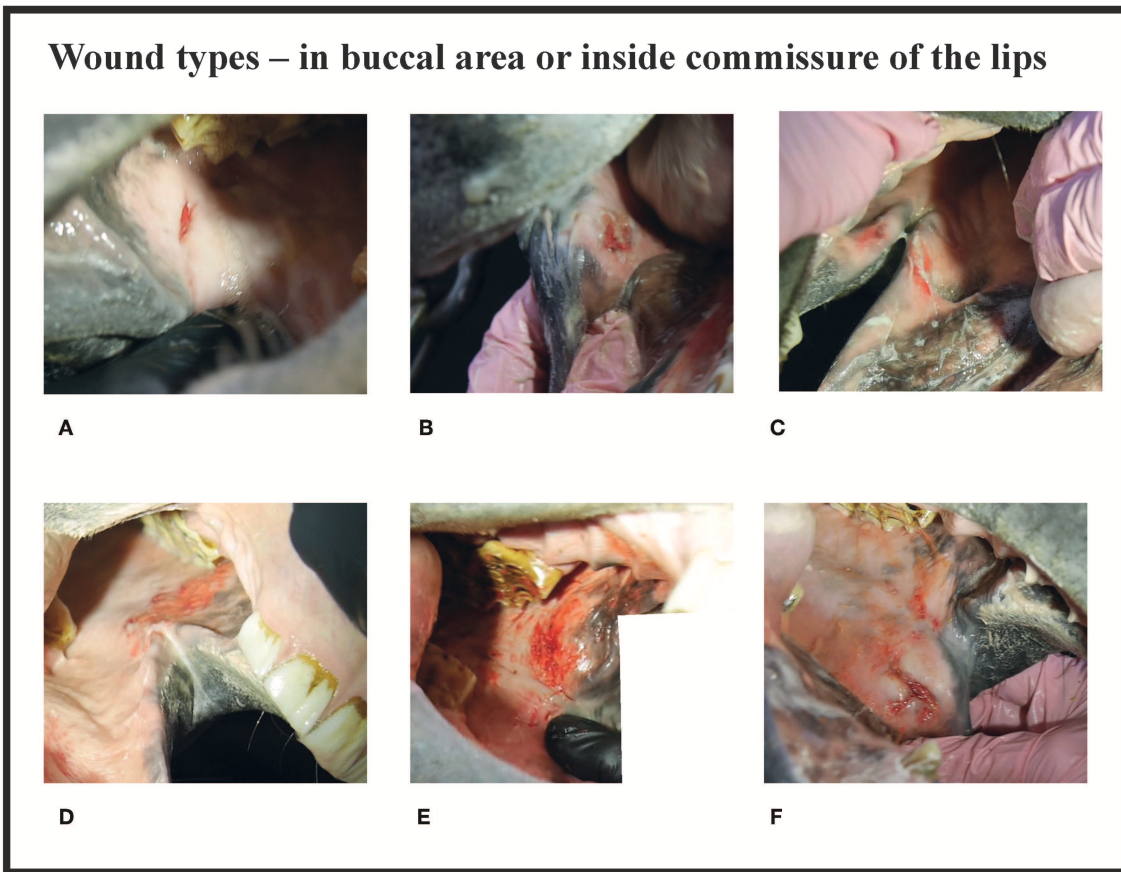 Wound types – in buccal area or inside commissure of the lips
A
B
C
D
E
F